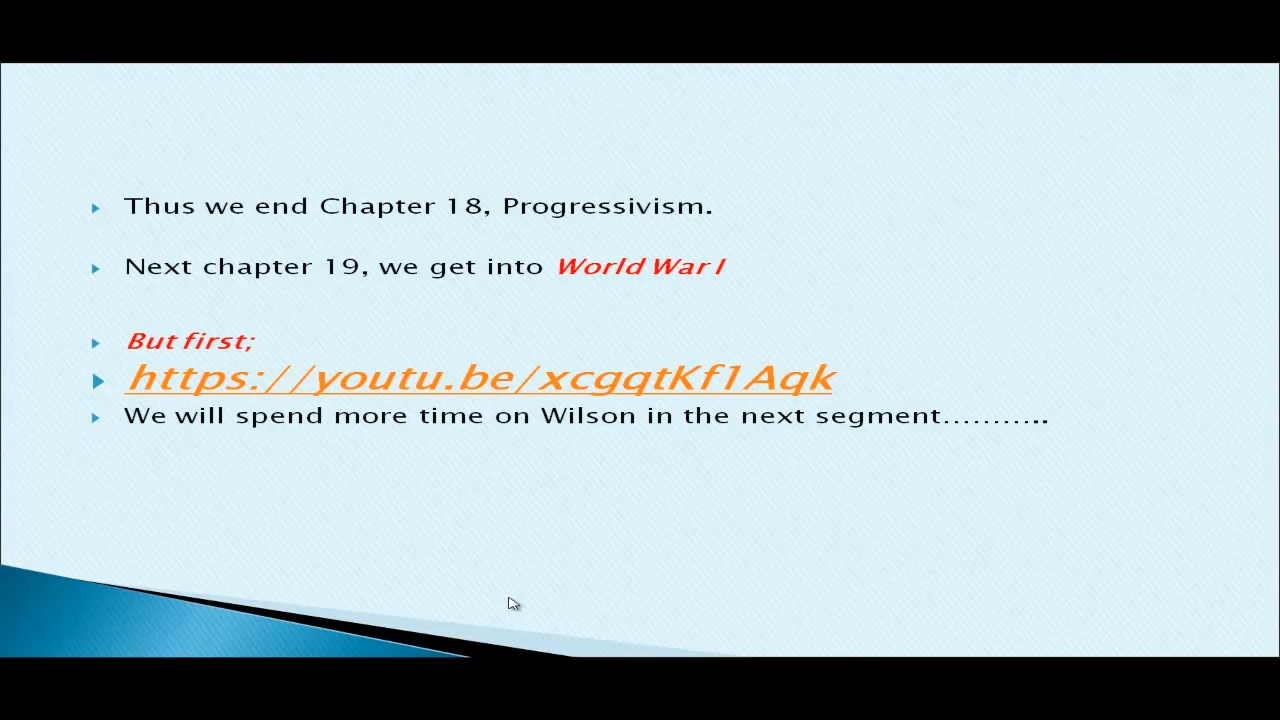 Thus we end Chapter 18, Progressivism.
Next chapter 19, we get into World War I
But first;
https://youtu.be/xcgqtKf1Aqk
We will spend more time on Wilson in the next segment………..